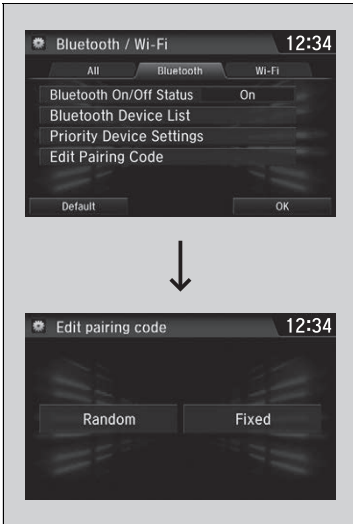 Bluetooth / Wi-Fi 12:34
All Bluetooth Wi-Fi
Bluetooth On/Off Status On
Bluetooth Device List
Priority Device Settings
Edit Pairing Code
Default OK
Edit pairing code 12:34
Random Fixed